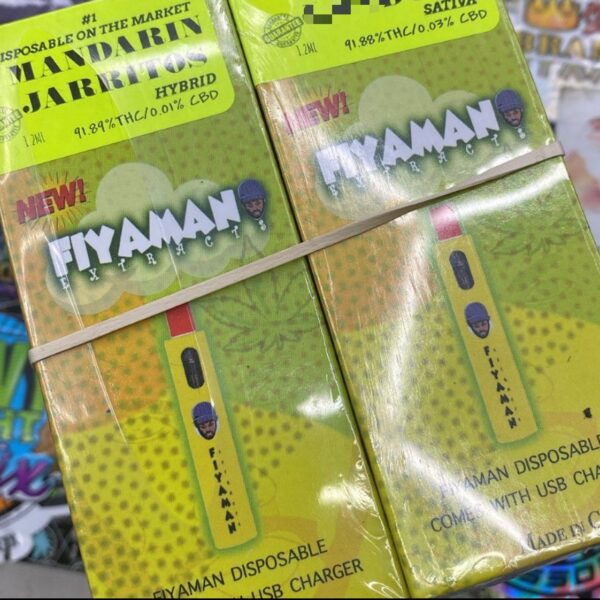 #1
DISPOSABLE ON THE MARKET
MANDARIN
JARRITOS
HYBRID
91.89%THC/0.01% CBD
1.2ML
NEW!
FIYAMAN
EXTRACTS
FIYAMAN
FIYAMAN DISPOSABLE
USB CHARGER
SATIVA
91.88%THC/0.03% CBD
1.2ML
NEW!
FIYAMAN
EXTRACTS
FIYAMAN
FIYAMAN DISPOSABLE
COMES WITH USB CHA
MADE IN C